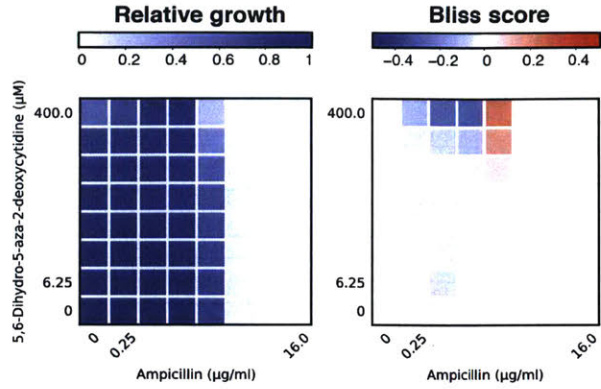 Relative growth
Bliss score
0 0.2 0.4 0.6 0.8 1
−0.4 −0.2 0 0.2 0.4
5,6-Dihydro-5-aza-2-deoxycytidine (μM)
400.0
6.25
0
0 0.25 16.0
Ampicillin (μg/ml)
400.0
6.25
0
0 0.25 16.0
Ampicillin (μg/ml)